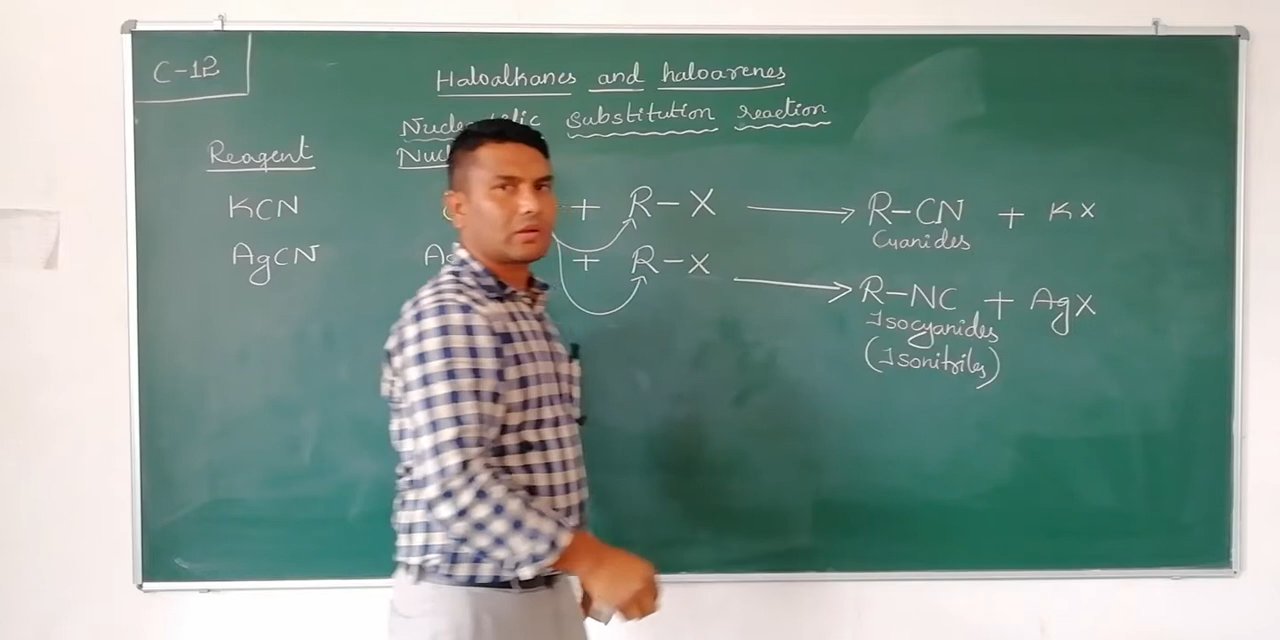 C-12
Haloalkanes and haloarenes
substitution reaction
Reagent
KCN + R-X ⟶ R-CN + KX
Cyanides
AgCN + R-X ⟶ R-NC + AgX
Isocyanides
(Isonitriles)